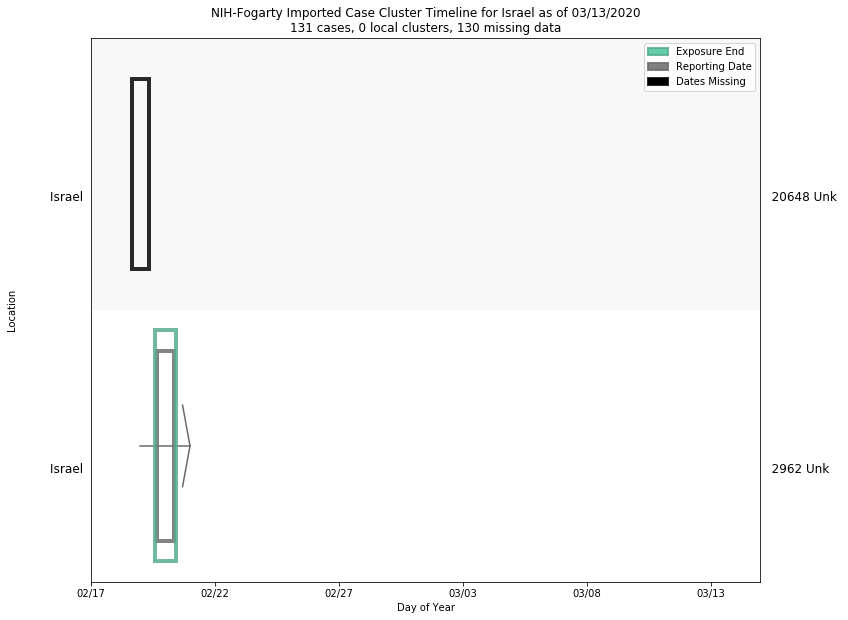 NIH-Fogarty Imported Case Cluster Timeline for Israel as of 03/13/2020
131 cases, 0 local clusters, 130 missing data
Exposure End
Reporting Date
Dates Missing
Israel
20648 Unk
Location
Israel
2962 Unk
02/17
02/22
02/27
03/03
03/08
03/13
Day of Year